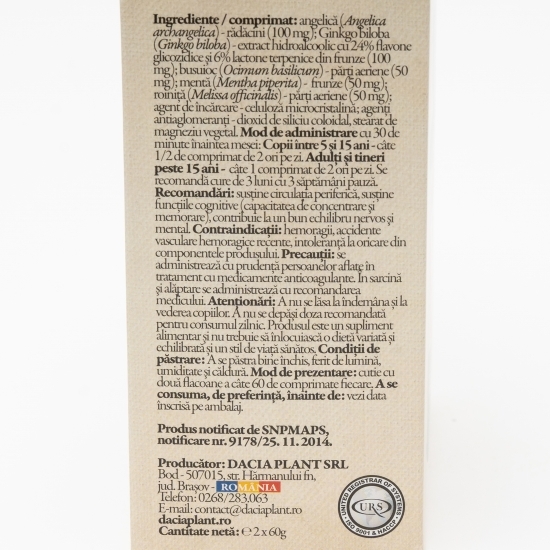 Ingrediente / comprimat: angelică (Angelica
archangelica) - rădăcini (100 mg); Ginkgo biloba
(Ginkgo biloba) - extract hidroalcoolic cu 24% flavone
glicozidice și 6% lactone terpenice din frunze (100
mg); busuioc (Ocimum basilicum) - părți aeriene (50
mg); mentă (Mentha piperita) - frunze (50 mg);
roiniță (Melissa officinalis) - părți aeriene (50 mg);
agent de încărcare - celuloză microcristalină; agenți
antiaglomeranți - dioxid de siliciu coloidal, stearat de
magneziu vegetal. Mod de administrare cu 30 de
minute înaintea mesei: Copii între 5 și 15 ani - câte
1/2 de comprimat de 2 ori pe zi. Adulți și tineri
peste 15 ani - câte 1 comprimat de 2 ori pe zi. Se
recomandă cure de 3 luni cu 3 săptămâni pauză.
Recomandări: susține circulația periferică, susține
funcțiile cognitive (capacitatea de concentrare și
memorare), contribuie la un bun echilibru nervos și
mental. Contraindicații: hemoragii, accidente
vasculare hemoragice recente, intoleranță la oricare din
componentele produsului. Precauții: se
administrează cu prudență persoanelor aflate în
tratament cu medicamente anticoagulante. În sarcină
și alăptare se administrează cu recomandarea
medicului. Atenționări: A nu se lăsa la îndemâna și la
vederea copiilor. A nu se depăși doza recomandată
pentru consumul zilnic. Produsul este un supliment
alimentar și nu trebuie să înlocuiască o dietă variată și
echilibrată și un stil de viață sănătos. Condiții de
păstrare: A se păstra bine închis, ferit de lumină,
umiditate și căldură. Mod de prezentare: cutie cu
două flacoane a câte 60 de comprimate fiecare. A se
consuma, de preferință, înainte de: vezi data
înscrisă pe ambalaj.
Produs notificat de SNPMAPS,
notificare nr. 9178/25. 11. 2014.
Producător: DACIA PLANT SRL
Bod - 507015, str. Hărmanului fn,
jud. Brașov - ROMÂNIA
Telefon: 0268/283.063
E-mail: contact@daciaplant.ro
daciaplant.ro
Cantitate netă: e 2 x 60g
UNITED REGISTRAR OF SYSTEMS
URS
ISO 9001 & HACCP